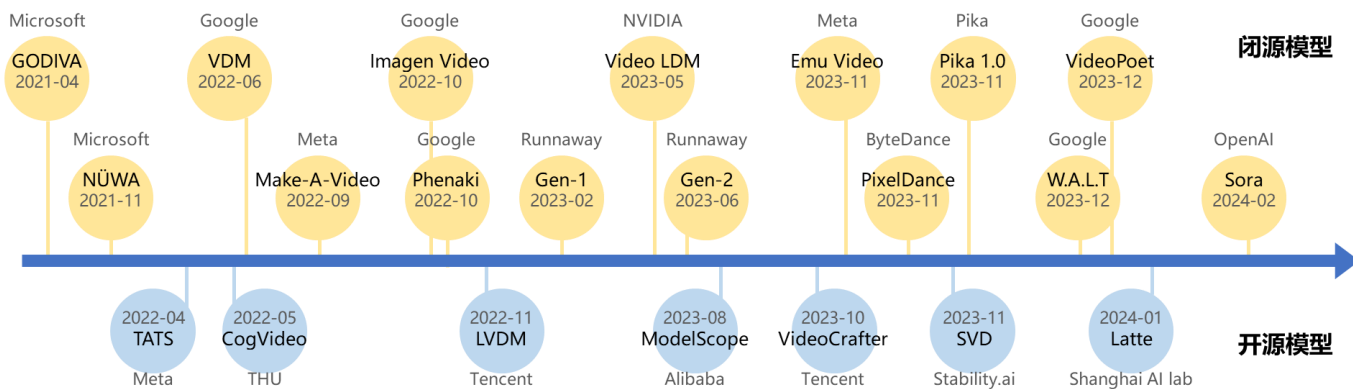 Microsoft
GODIVA
2021-04
Google
VDM
2022-06
Google
Imagen Video
2022-10
NVIDIA
Video LDM
2023-05
Meta
Emu Video
2023-11
Pika
Pika 1.0
2023-11
Google
VideoPoet
2023-12
闭源模型
Microsoft
NÜWA
2021-11
Meta
Make-A-Video
2022-09
Google
Phenaki
2022-10
Runnaway
Gen-1
2023-02
Runnaway
Gen-2
2023-06
ByteDance
PixelDance
2023-11
Google
W.A.L.T
2023-12
OpenAI
Sora
2024-02
2022-04
TATS
Meta
2022-05
CogVideo
THU
2022-11
LVDM
Tencent
2023-08
ModelScope
Alibaba
2023-10
VideoCrafter
Tencent
2023-11
SVD
Stability.ai
2024-01
Latte
Shanghai AI lab
开源模型